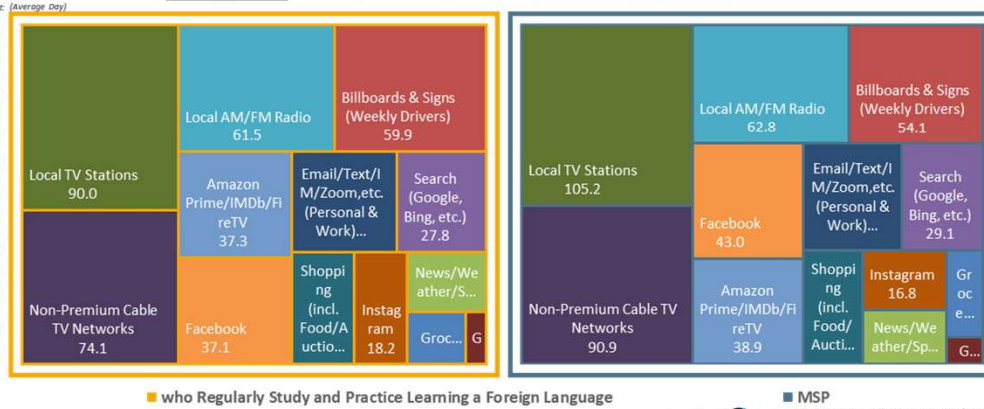 (Average Day)
Local TV Stations
90.0
Non-Premium Cable
TV Networks
74.1
Local AM/FM Radio
61.5
Billboards & Signs
(Weekly Drivers)
59.9
Amazon
Prime/IMDb/Fi
reTV
37.3
Facebook
37.1
Email/Text/I
M/Zoom,etc.
(Personal &
Work)...
Search
(Google,
Bing, etc.)
27.8
Shoppi
ng
(incl.
Food/A
uctio...
Instag
ram
18.2
News/We
ather/S...
Groc...
G
Local TV Stations
105.2
Non-Premium Cable TV
Networks
90.9
Local AM/FM Radio
62.8
Billboards & Signs
(Weekly Drivers)
54.1
Facebook
43.0
Amazon
Prime/IMDb/Fi
reTV
38.9
Email/Text/I
M/Zoom,etc.
(Personal &
Work)...
Search
(Google,
Bing, etc.)
29.1
Shoppi
ng
(incl.
Food/
Aucti...
Instagram
16.8
News/We
ather/Sp...
Gr
oc
e...
G...
who Regularly Study and Practice Learning a Foreign Language
MSP